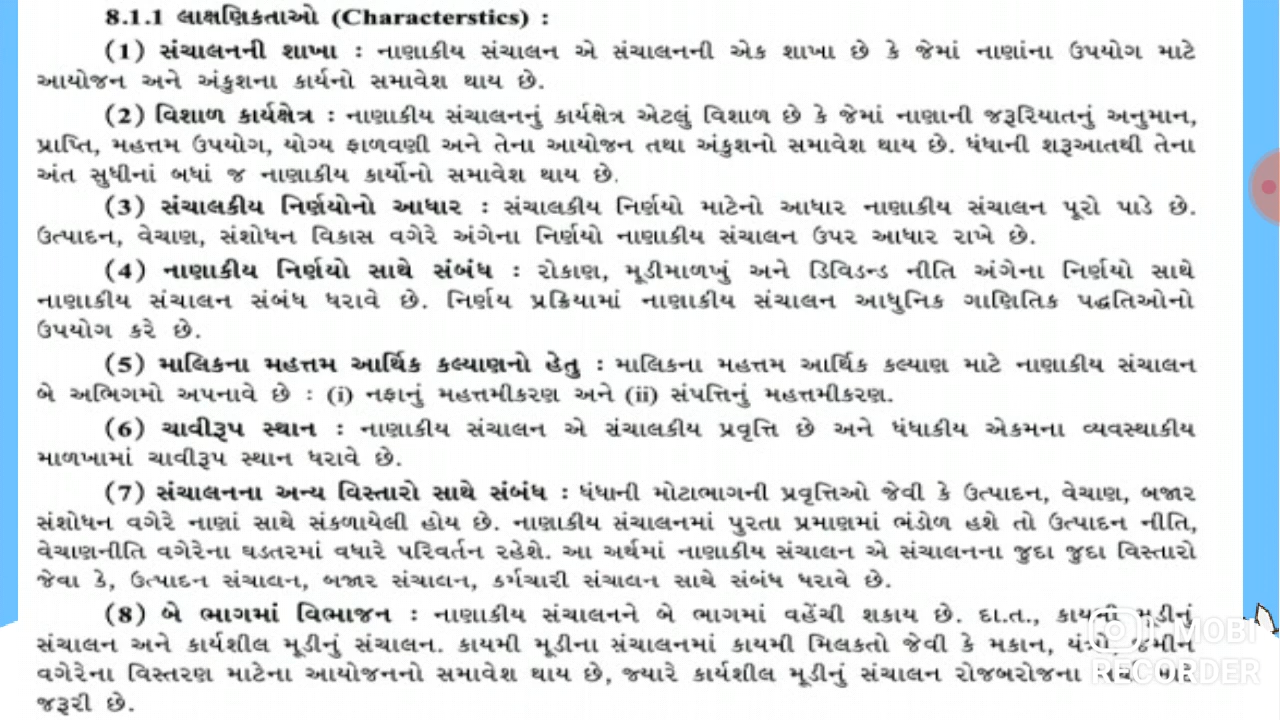 8.1.1 લાક્ષણિકતાઓ (Characterstics) :
(1) સંચાલનની શાખા : નાણાકીય સંચાલન એ સંચાલનની એક શાખા છે કે જેમાં નાણાંના ઉપયોગ માટે
આયોજન અને અંકુશના કાર્યનો સમાવેશ થાય છે.
(2) વિશાળ કાર્યક્ષેત્ર : નાણાકીય સંચાલનનું કાર્યક્ષેત્ર એટલું વિશાળ છે કે જેમાં નાણાની જરૂરિયાતનું અનુમાન,
પ્રાપ્તિ, મહત્તમ ઉપયોગ, યોગ્ય ફાળવણી અને તેના આયોજન તથા અંકુશનો સમાવેશ થાય છે. ધંધાની શરૂઆતથી તેના
અંત સુધીનાં બધાં જ નાણાકીય કાર્યોનો સમાવેશ થાય છે.
(3) સંચાલકીય નિર્ણયોનો આધાર : સંચાલકીય નિર્ણયો માટેનો આધાર નાણાકીય સંચાલન પૂરો પાડે છે.
ઉત્પાદન, વેચાણ, સંશોધન વિકાસ વગેરે અંગેના નિર્ણયો નાણાકીય સંચાલન ઉપર આધાર રાખે છે.
(4) નાણાકીય નિર્ણયો સાથે સંબંધ : રોકાણ, મૂડીમાળખું અને ડિવિડન્ડ નીતિ અંગેના નિર્ણયો સાથે
નાણાકીય સંચાલન સંબંધ ધરાવે છે. નિર્ણય પ્રક્રિયામાં નાણાકીય સંચાલન આધુનિક ગાણિતિક પદ્ધતિઓનો
ઉપયોગ કરે છે.
(5) માલિકના મહત્તમ આર્થિક કલ્યાણનો હેતુ : માલિકના મહત્તમ આર્થિક કલ્યાણ માટે નાણાકીય સંચાલન
બે અભિગમો અપનાવે છે : (i) નફાનું મહત્તમીકરણ અને (ii) સંપત્તિનું મહત્તમીકરણ.
(6) ચાવીરૂપ સ્થાન : નાણાકીય સંચાલન એ સંચાલકીય પ્રવૃત્તિ છે અને ધંધાકીય એકમના વ્યવસ્થાકીય
માળખામાં ચાવીરૂપ સ્થાન ધરાવે છે.
(7) સંચાલનના અન્ય વિસ્તારો સાથે સંબંધ : ધંધાની મોટાભાગની પ્રવૃત્તિઓ જેવી કે ઉત્પાદન, વેચાણ, બજાર
સંશોધન વગેરે નાણાં સાથે સંકળાયેલી હોય છે. નાણાકીય સંચાલનમાં પુરતા પ્રમાણમાં ભંડોળ હશે તો ઉત્પાદન નીતિ,
વેચાણનીતિ વગેરેના ઘડતરમાં વધારે પરિવર્તન રહેશે. આ અર્થમાં નાણાકીય સંચાલન એ સંચાલનના જુદા જુદા વિસ્તારો
જેવા કે, ઉત્પાદન સંચાલન, બજાર સંચાલન, કર્મચારી સંચાલન સાથે સંબંધ ધરાવે છે.
(8) બે ભાગમાં વિભાજન : નાણાકીય સંચાલનને બે ભાગમાં વહેંચી શકાય છે. દા.ત., કાયમી મૂડીનું
સંચાલન અને કાર્યશીલ મૂડીનું સંચાલન. કાયમી મૂડીના સંચાલનમાં કાયમી મિલકતો જેવી કે મકાન, યંત્રો, જમીન
વગેરેના વિસ્તરણ માટેના આયોજનનો સમાવેશ થાય છે, જ્યારે કાર્યશીલ મૂડીનું સંચાલન રોજબરોજના
જરૂરી છે.
MOBI
RECORDER